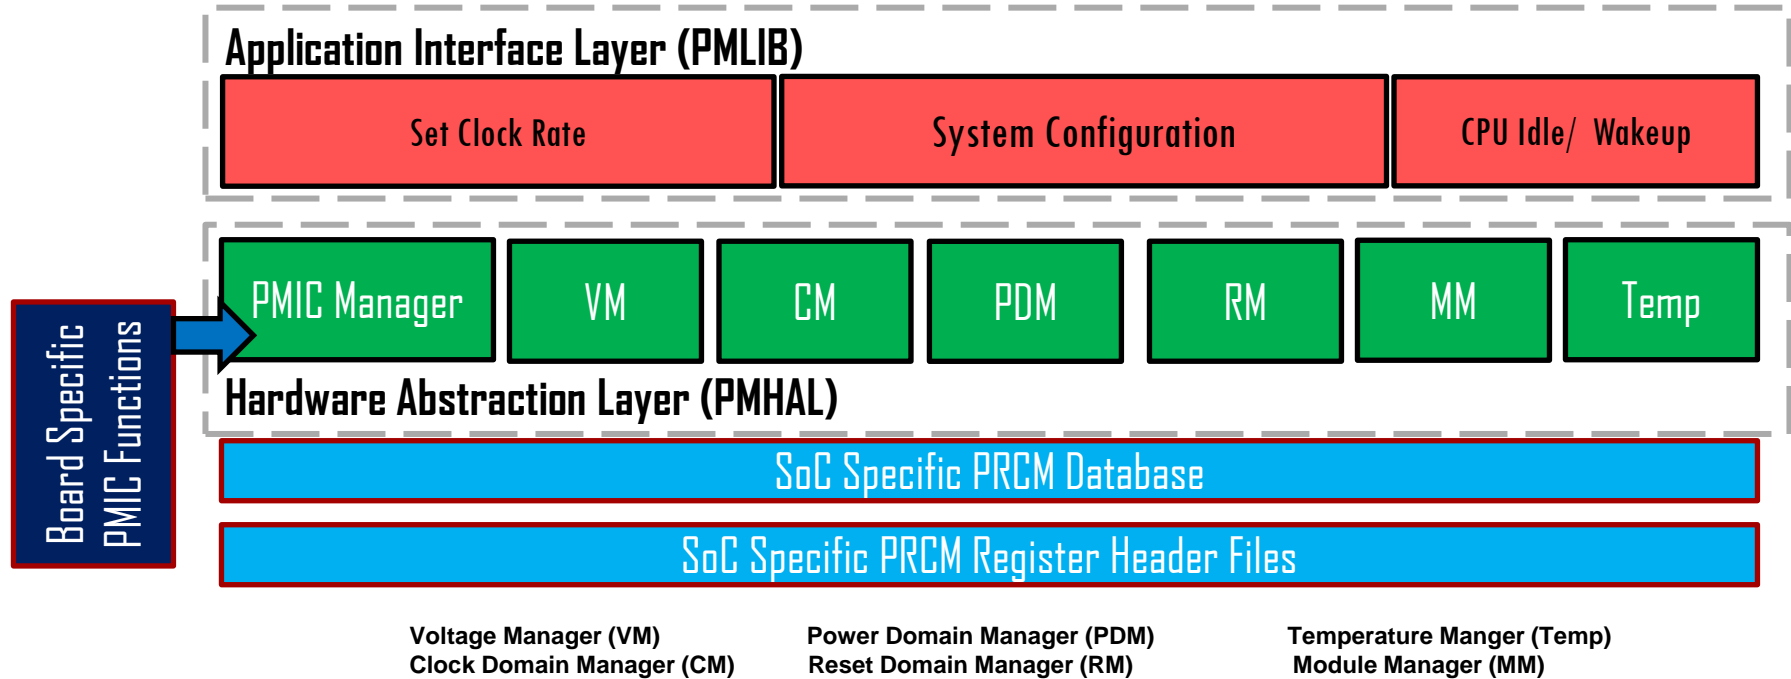 Application Interface Layer (PMLIB)
Set Clock Rate
System Configuration
CPU Idle/ Wakeup
PMIC Manager
VM
CM
PDM
RM
MM
Temp
Hardware Abstraction Layer (PMHAL)
Board Specific
PMIC Functions
SoC Specific PRCM Database
SoC Specific PRCM Register Header Files
Voltage Manager (VM)
Clock Domain Manager (CM)
Power Domain Manager (PDM)
Reset Domain Manager (RM)
Temperature Manger (Temp)
Module Manager (MM)